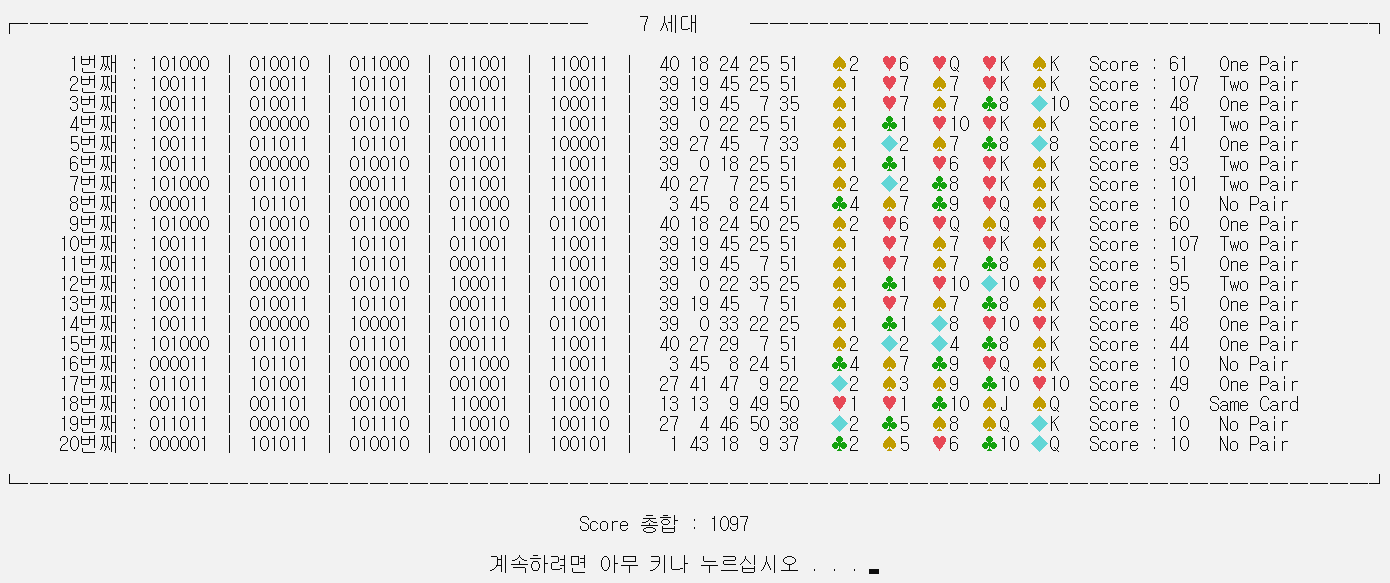 7 세대
1번째 : 101000 | 010010 | 011000 | 011001 | 110011 | 40 18 24 25 51 ♠2 ♥6 ♥Q ♥K ♠K Score : 61 One Pair
2번째 : 100111 | 010011 | 101101 | 011001 | 110011 | 39 19 45 25 51 ♠1 ♥7 ♠7 ♥K ♠K Score : 107 Two Pair
3번째 : 100111 | 010011 | 101101 | 000111 | 100011 | 39 19 45 7 35 ♠1 ♥7 ♠7 ♣8 ◆10 Score : 48 One Pair
4번째 : 100111 | 000000 | 010110 | 011001 | 110011 | 39 0 22 25 51 ♠1 ♣1 ♥10 ♥K ♠K Score : 101 Two Pair
5번째 : 100111 | 011011 | 101101 | 000111 | 100001 | 39 27 45 7 33 ♠1 ◆2 ♠7 ♣8 ◆8 Score : 41 One Pair
6번째 : 100111 | 000000 | 010010 | 011001 | 110011 | 39 0 18 25 51 ♠1 ♣1 ♥6 ♥K ♠K Score : 93 Two Pair
7번째 : 101000 | 011011 | 000111 | 011001 | 110011 | 40 27 7 25 51 ♠2 ◆2 ♣8 ♥K ♠K Score : 101 Two Pair
8번째 : 000011 | 101101 | 001000 | 011000 | 110011 | 3 45 8 24 51 ♣4 ♠7 ♣9 ♥Q ♠K Score : 10 No Pair
9번째 : 101000 | 010010 | 011000 | 110010 | 011001 | 40 18 24 50 25 ♠2 ♥6 ♥Q ♠Q ♥K Score : 60 One Pair
10번째 : 100111 | 010011 | 101101 | 011001 | 110011 | 39 19 45 25 51 ♠1 ♥7 ♠7 ♥K ♠K Score : 107 Two Pair
11번째 : 100111 | 010011 | 101101 | 000111 | 110011 | 39 19 45 7 51 ♠1 ♥7 ♠7 ♣8 ♠K Score : 51 One Pair
12번째 : 100111 | 000000 | 010110 | 100011 | 011001 | 39 0 22 35 25 ♠1 ♣1 ♥10 ◆10 ♥K Score : 95 Two Pair
13번째 : 100111 | 010011 | 101101 | 000111 | 110011 | 39 19 45 7 51 ♠1 ♥7 ♠7 ♣8 ♠K Score : 51 One Pair
14번째 : 100111 | 000000 | 100001 | 010110 | 011001 | 39 0 33 22 25 ♠1 ♣1 ◆8 ♥10 ♥K Score : 48 One Pair
15번째 : 101000 | 011011 | 011101 | 000111 | 110011 | 40 27 29 7 51 ♠2 ◆2 ◆4 ♣8 ♠K Score : 44 One Pair
16번째 : 000011 | 101101 | 001000 | 011000 | 110011 | 3 45 8 24 51 ♣4 ♠7 ♣9 ♥Q ♠K Score : 10 No Pair
17번째 : 011011 | 101001 | 101111 | 001001 | 010110 | 27 41 47 9 22 ◆2 ♠3 ♠9 ♣10 ♥10 Score : 49 One Pair
18번째 : 001101 | 001101 | 001001 | 110001 | 110010 | 13 13 9 49 50 ♥1 ♥1 ♣10 ♠J ♠Q Score : 0 Same Card
19번째 : 011011 | 000100 | 101110 | 110010 | 100110 | 27 4 46 50 38 ◆2 ♣5 ♠8 ♠Q ◆K Score : 10 No Pair
20번째 : 000001 | 101011 | 010010 | 001001 | 100101 | 1 43 18 9 37 ♣2 ♠5 ♥6 ♣10 ◆Q Score : 10 No Pair
Score 총합 : 1097
계속하려면 아무 키나 누르십시오 . . .